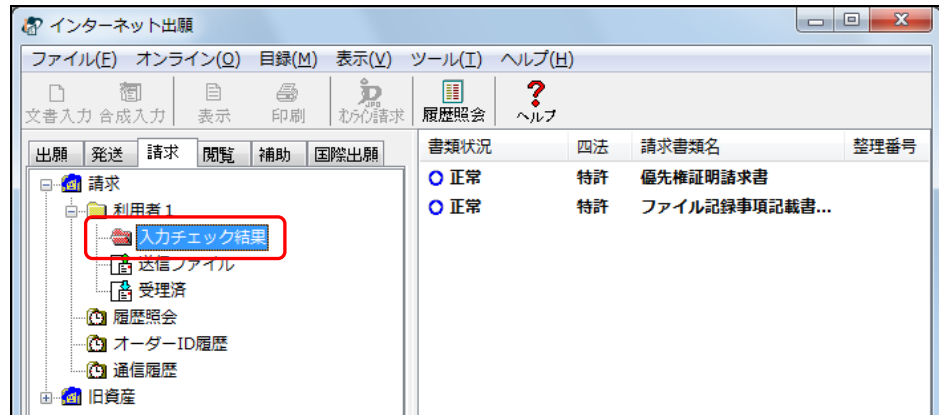 インターネット出願
ファイル(F) オンライン(O) 目録(M) 表示(V) ツール(T) ヘルプ(H)
文書入力 合成入力 表示 印刷 オンライン請求 履歴照会 ヘルプ
出願 発送 請求 閲覧 補助 国際出願
書類状況 四法 請求書類名 整理番号
正常 特許 優先権証明請求書
正常 特許 ファイル記録事項記載書...
請求
利用者1
入力チェック結果
送信ファイル
受理済
履歴照会
オーダーID履歴
通信履歴
旧資産